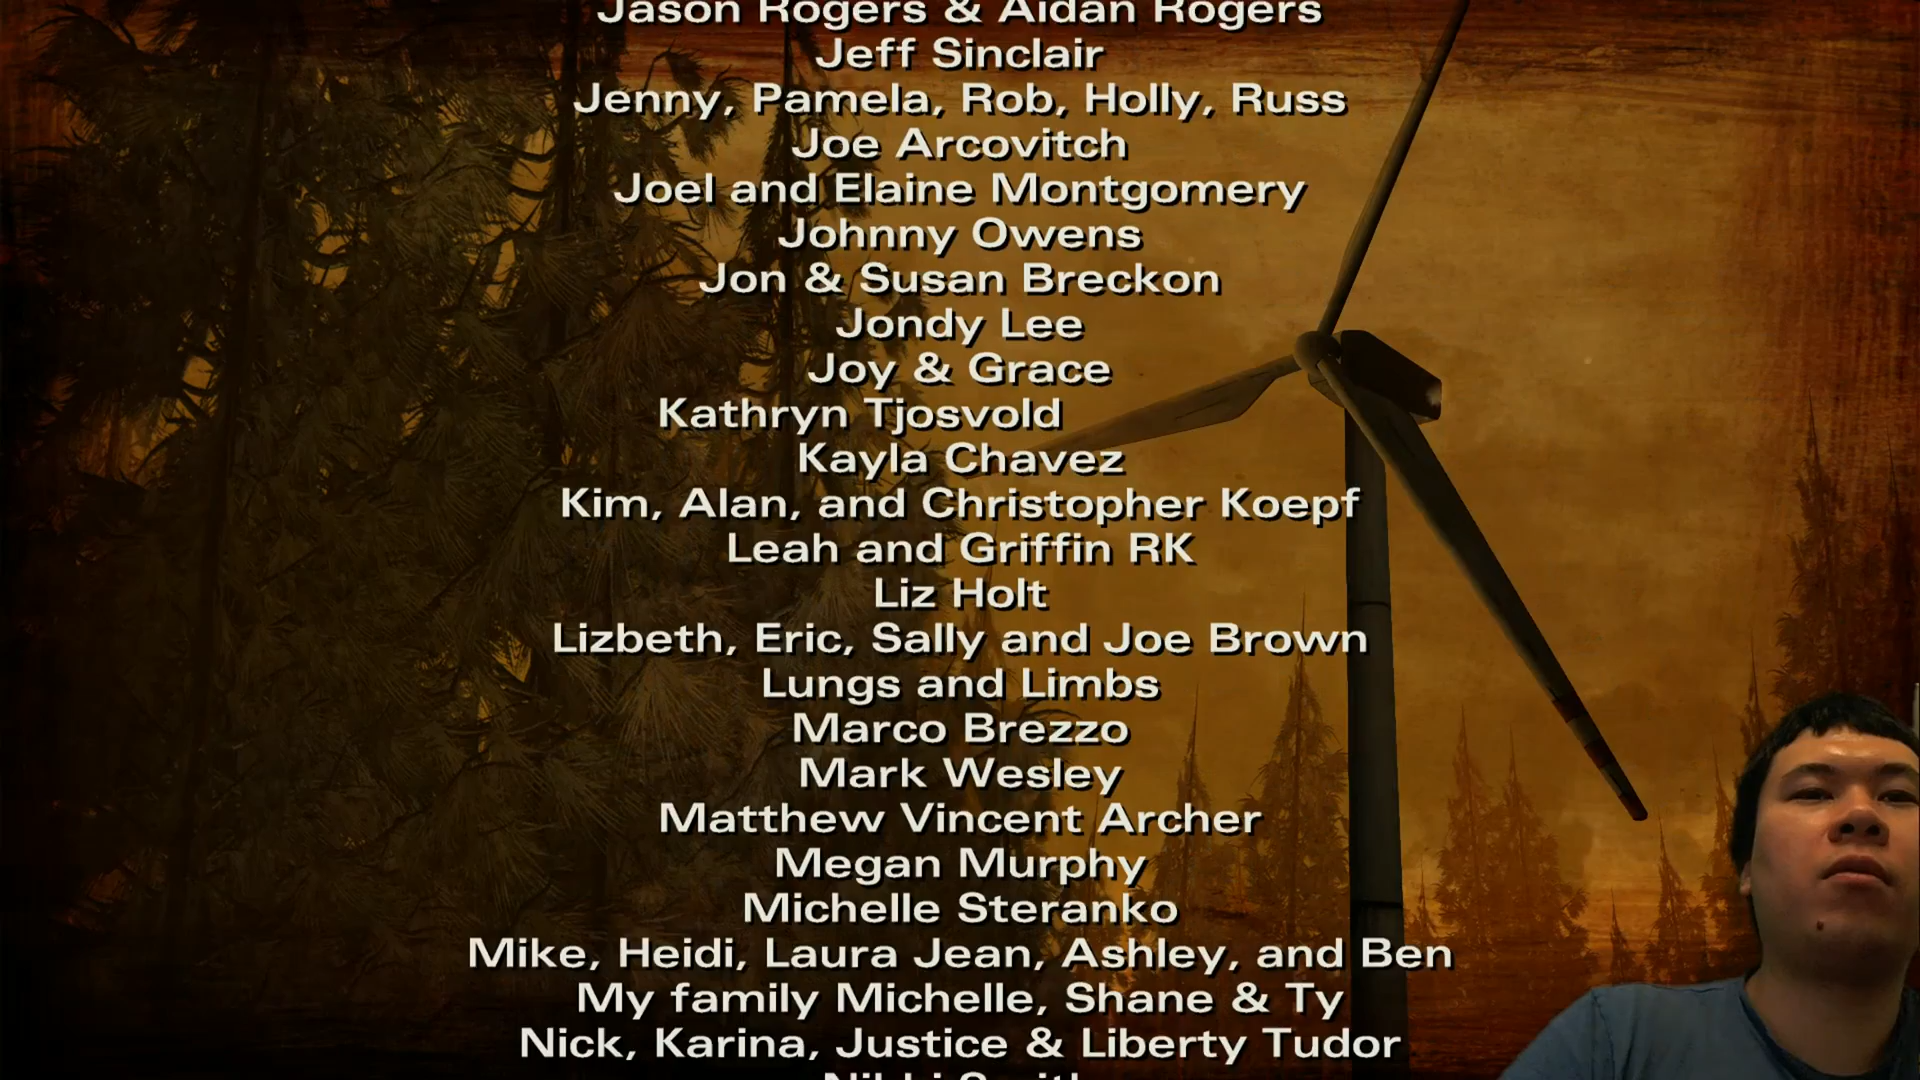 Jason Rogers & Aidan Rogers
Jeff Sinclair
Jenny, Pamela, Rob, Holly, Russ
Joe Arcovitch
Joel and Elaine Montgomery
Johnny Owens
Jon & Susan Breckon
Jondy Lee
Joy & Grace
Kathryn Tjosvold
Kayla Chavez
Kim, Alan, and Christopher Koepf
Leah and Griffin RK
Liz Holt
Lizbeth, Eric, Sally and Joe Brown
Lungs and Limbs
Marco Brezzo
Mark Wesley
Matthew Vincent Archer
Megan Murphy
Michelle Steranko
Mike, Heidi, Laura Jean, Ashley, and Ben
My family Michelle, Shane & Ty
Nick, Karina, Justice & Liberty Tudor